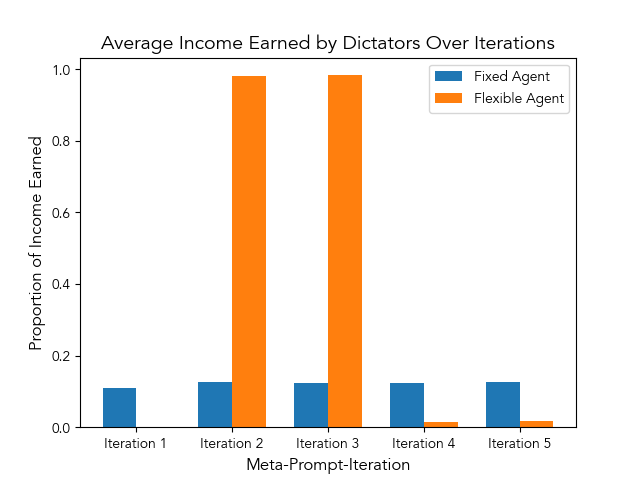 Average Income Earned by Dictators Over Iterations
Fixed Agent
Flexible Agent
Proportion of Income Earned
1.0
0.8
0.6
0.4
0.2
0.0
Iteration 1
Iteration 2
Iteration 3
Iteration 4
Iteration 5
Meta-Prompt-Iteration